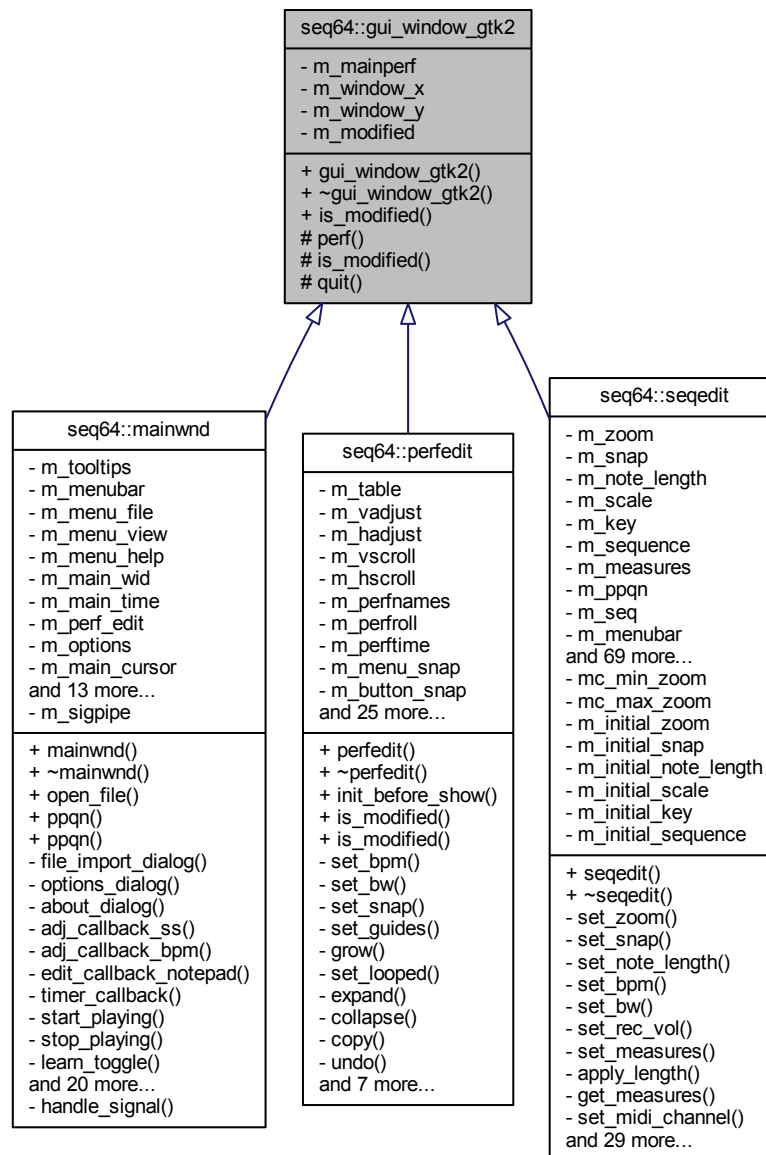 seq64::gui_window_gtk2
- m_mainperf
- m_window_x
- m_window_y
- m_modified
+ gui_window_gtk2()
+ ~gui_window_gtk2()
+ is_modified()
# perf()
# is_modified()
# quit()
seq64::mainwnd
- m_tooltips
- m_menubar
- m_menu_file
- m_menu_view
- m_menu_help
- m_main_wid
- m_main_time
- m_perf_edit
- m_options
- m_main_cursor
and 13 more...
- m_sigpipe
+ mainwnd()
+ ~mainwnd()
+ open_file()
+ ppqn()
+ ppqn()
- file_import_dialog()
- options_dialog()
- about_dialog()
- adj_callback_ss()
- adj_callback_bpm()
- edit_callback_notepad()
- timer_callback()
- start_playing()
- stop_playing()
- learn_toggle()
and 20 more...
- handle_signal()
seq64::perfedit
- m_table
- m_vadjust
- m_hadjust
- m_vscroll
- m_hscroll
- m_perfnames
- m_perfroll
- m_perftime
- m_menu_snap
- m_button_snap
and 25 more...
+ perfedit()
+ ~perfedit()
+ init_before_show()
+ is_modified()
+ is_modified()
- set_bpm()
- set_bw()
- set_snap()
- set_guides()
- grow()
- set_looped()
- expand()
- collapse()
- copy()
- undo()
and 7 more...
seq64::seqedit
- m_zoom
- m_snap
- m_note_length
- m_scale
- m_key
- m_sequence
- m_measures
- m_ppqn
- m_seq
- m_menubar
and 69 more...
- mc_min_zoom
- mc_max_zoom
- m_initial_zoom
- m_initial_snap
- m_initial_note_length
- m_initial_scale
- m_initial_key
- m_initial_sequence
+ seqedit()
+ ~seqedit()
- set_zoom()
- set_snap()
- set_note_length()
- set_bpm()
- set_bw()
- set_rec_vol()
- set_measures()
- apply_length()
- get_measures()
- set_midi_channel()
and 29 more...